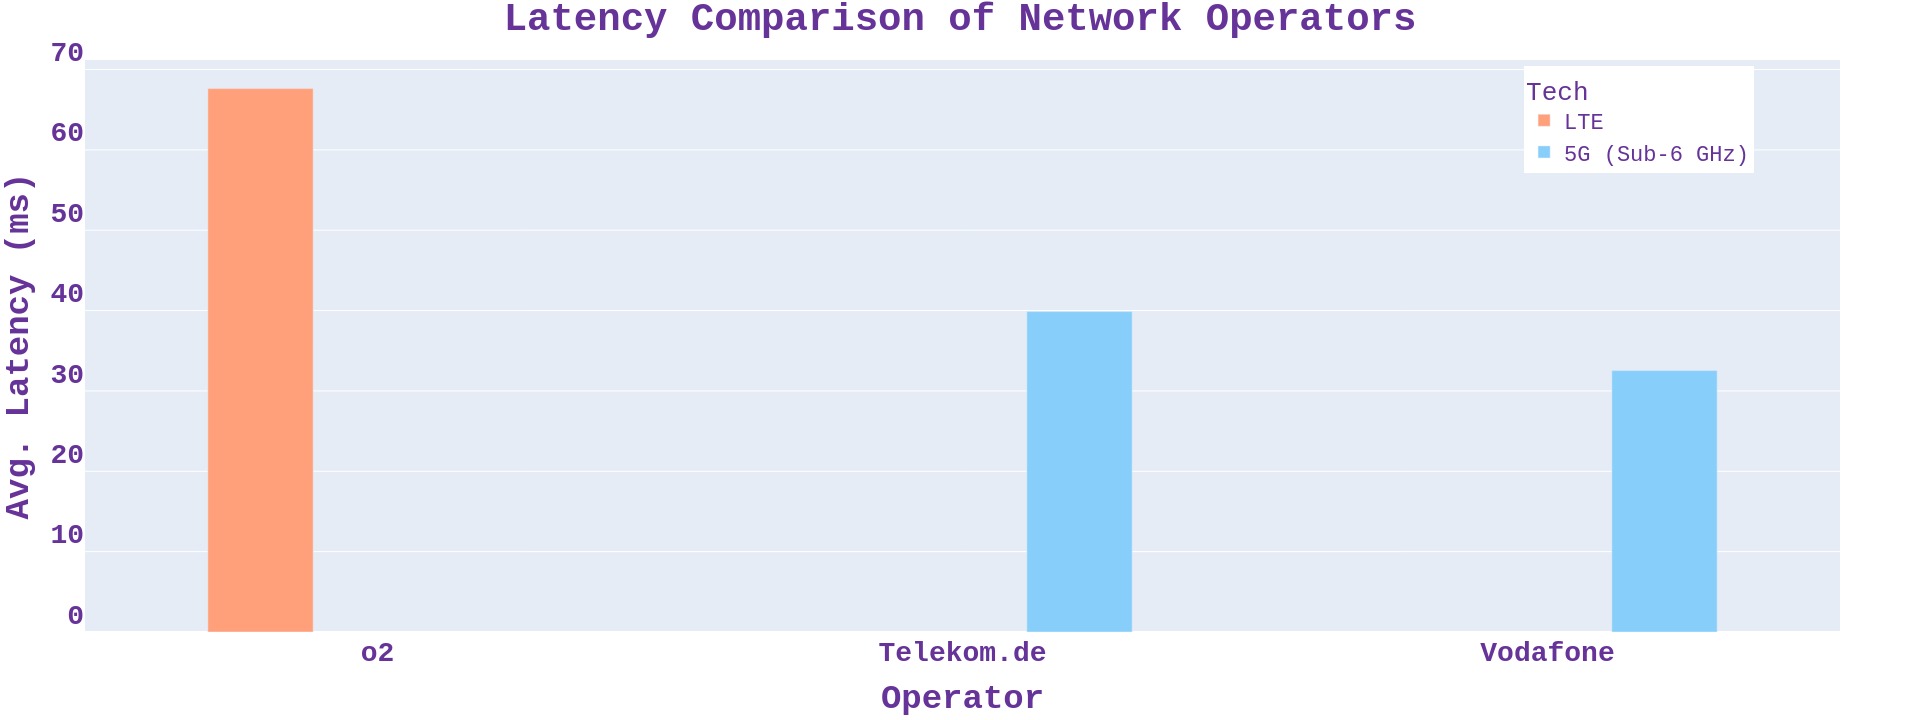 Latency Comparison of Network Operators
70
60
50
40
30
20
10
0
Avg. Latency (ms)
Tech
LTE
5G (Sub-6 GHz)
o2
Telekom.de
Vodafone
Operator